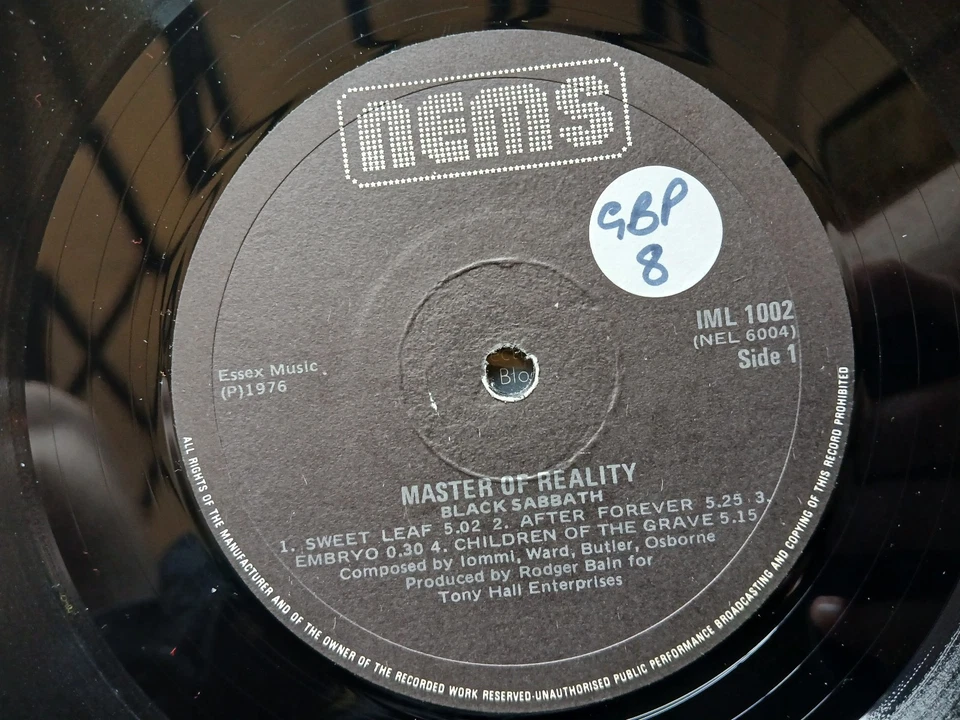 nems
GBP
8
IML 1002
(NEL 6004)
Side 1
Essex Music
(P)1976
Blo
MASTER OF REALITY
BLACK SABBATH
1. SWEET LEAF 5.02 2. AFTER FOREVER 5.25 3.
EMBRYO 0.30 4. CHILDREN OF THE GRAVE 5.15
Composed by Iommi, Ward, Butler, Osborne
Produced by Rodger Bain for
Tony Hall Enterprises
ALL RIGHTS OF THE MANUFACTURER AND OF THE OWNER OF THE RECORDED WORK RESERVED-UNAUTHORISED PUBLIC PERFORMANCE BROADCASTING AND COPYING OF THIS RECORD PROHIBITED